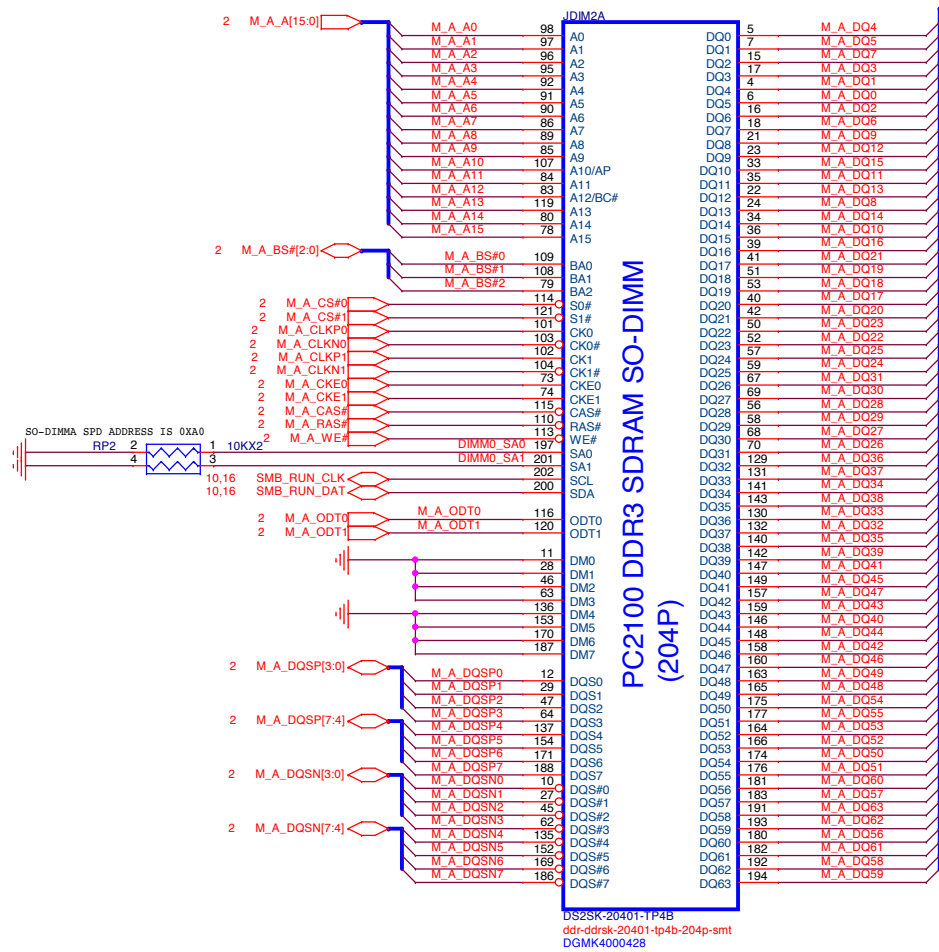 JDIM2A
2 M_A_A[15:0]
M_A_A0 98 A0 DQ0 5 M_A_DQ4
M_A_A1 97 A1 DQ1 7 M_A_DQ5
M_A_A2 96 A2 DQ2 15 M_A_DQ7
M_A_A3 95 A3 DQ3 17 M_A_DQ3
M_A_A4 92 A4 DQ4 4 M_A_DQ1
M_A_A5 91 A5 DQ5 6 M_A_DQ0
M_A_A6 90 A6 DQ6 16 M_A_DQ2
M_A_A7 86 A7 DQ7 18 M_A_DQ6
M_A_A8 89 A8 DQ8 21 M_A_DQ9
M_A_A9 85 A9 DQ9 23 M_A_DQ12
M_A_A10 107 A10/AP DQ10 33 M_A_DQ15
M_A_A11 84 A11 DQ11 35 M_A_DQ11
M_A_A12 83 A12/BC# DQ12 22 M_A_DQ13
M_A_A13 119 A13 DQ13 24 M_A_DQ8
M_A_A14 80 A14 DQ14 34 M_A_DQ14
M_A_A15 78 A15 DQ15 36 M_A_DQ10
DQ16 39 M_A_DQ16
2 M_A_BS#[2:0]
M_A_BS#0 109 BA0 DQ17 41 M_A_DQ21
M_A_BS#1 108 BA1 DQ18 51 M_A_DQ19
M_A_BS#2 79 BA2 DQ19 53 M_A_DQ18
2 M_A_CS#0 114 S0# DQ20 40 M_A_DQ17
2 M_A_CS#1 121 S1# DQ21 42 M_A_DQ20
2 M_A_CLKP0 101 CK0 DQ22 50 M_A_DQ23
2 M_A_CLKN0 103 CK0# DQ23 52 M_A_DQ22
2 M_A_CLKP1 102 CK1 DQ24 57 M_A_DQ25
2 M_A_CLKN1 104 CK1# DQ25 59 M_A_DQ24
2 M_A_CKE0 73 CKE0 DQ26 67 M_A_DQ31
2 M_A_CKE1 74 CKE1 DQ27 69 M_A_DQ30
2 M_A_CAS# 115 CAS# DQ28 56 M_A_DQ28
2 M_A_RAS# 110 RAS# DQ29 58 M_A_DQ29
2 M_A_WE# 113 WE# DQ30 68 M_A_DQ27
SO-DIMMA SPD ADDRESS IS 0XA0
RP2 2 1 10KX2 DIMM0_SA0 197 SA0 DQ31 70 M_A_DQ26
4 3 DIMM0_SA1 201 SA1 DQ32 129 M_A_DQ36
10,16 SMB_RUN_CLK 202 SCL DQ33 131 M_A_DQ37
10,16 SMB_RUN_DAT 200 SDA DQ34 141 M_A_DQ34
DQ35 143 M_A_DQ38
2 M_A_ODT0 M_A_ODT0 116 ODT0 DQ36 130 M_A_DQ33
2 M_A_ODT1 M_A_ODT1 120 ODT1 DQ37 132 M_A_DQ32
DQ38 140 M_A_DQ35
11 DM0 DQ39 142 M_A_DQ39
28 DM1 DQ40 147 M_A_DQ41
46 DM2 DQ41 149 M_A_DQ45
63 DM3 DQ42 157 M_A_DQ47
136 DM4 DQ43 159 M_A_DQ43
153 DM5 DQ44 146 M_A_DQ40
170 DM6 DQ45 148 M_A_DQ44
187 DM7 DQ46 158 M_A_DQ42
DQ47 160 M_A_DQ46
PC2100 DDR3 SDRAM SO-DIMM
(204P)
2 M_A_DQSP[3:0]
M_A_DQSP0 12 DQS0 DQ48 163 M_A_DQ49
M_A_DQSP1 29 DQS1 DQ49 165 M_A_DQ48
M_A_DQSP2 47 DQS2 DQ50 175 M_A_DQ54
M_A_DQSP3 64 DQS3 DQ51 177 M_A_DQ55
2 M_A_DQSP[7:4]
M_A_DQSP4 137 DQS4 DQ52 164 M_A_DQ53
M_A_DQSP5 154 DQS5 DQ53 166 M_A_DQ52
M_A_DQSP6 171 DQS6 DQ54 174 M_A_DQ50
M_A_DQSP7 188 DQS7 DQ55 176 M_A_DQ51
2 M_A_DQSN[3:0]
M_A_DQSN0 10 DQS#0 DQ56 181 M_A_DQ60
M_A_DQSN1 27 DQS#1 DQ57 183 M_A_DQ57
M_A_DQSN2 45 DQS#2 DQ58 191 M_A_DQ63
M_A_DQSN3 62 DQS#3 DQ59 193 M_A_DQ62
2 M_A_DQSN[7:4]
M_A_DQSN4 135 DQS#4 DQ60 180 M_A_DQ56
M_A_DQSN5 152 DQS#5 DQ61 182 M_A_DQ61
M_A_DQSN6 169 DQS#6 DQ62 192 M_A_DQ58
M_A_DQSN7 186 DQS#7 DQ63 194 M_A_DQ59
DS2SK-20401-TP4B
ddr-ddrsk-20401-tp4b-204p-smt
DGMK4000428